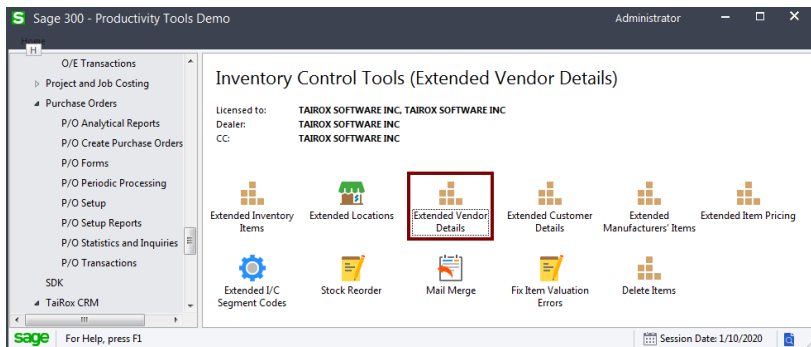 S Sage 300 - Productivity Tools Demo
Administrator
Home
H
O/E Transactions
Project and Job Costing
Purchase Orders
P/O Analytical Reports
P/O Create Purchase Orders
P/O Forms
P/O Periodic Processing
P/O Setup
P/O Setup Reports
P/O Statistics and Inquiries
P/O Transactions
SDK
TaiRox CRM
Inventory Control Tools (Extended Vendor Details)
Licensed to: TAIROX SOFTWARE INC, TAIROX SOFTWARE INC
Dealer: TAIROX SOFTWARE INC
CC: TAIROX SOFTWARE INC
Extended Inventory
Items
Extended Locations
Extended Vendor
Details
Extended Customer
Details
Extended
Manufacturers' Items
Extended Item Pricing
Extended I/C
Segment Codes
Stock Reorder
Mail Merge
Fix Item Valuation
Errors
Delete Items
sage For Help, press F1
Session Date: 1/10/2020